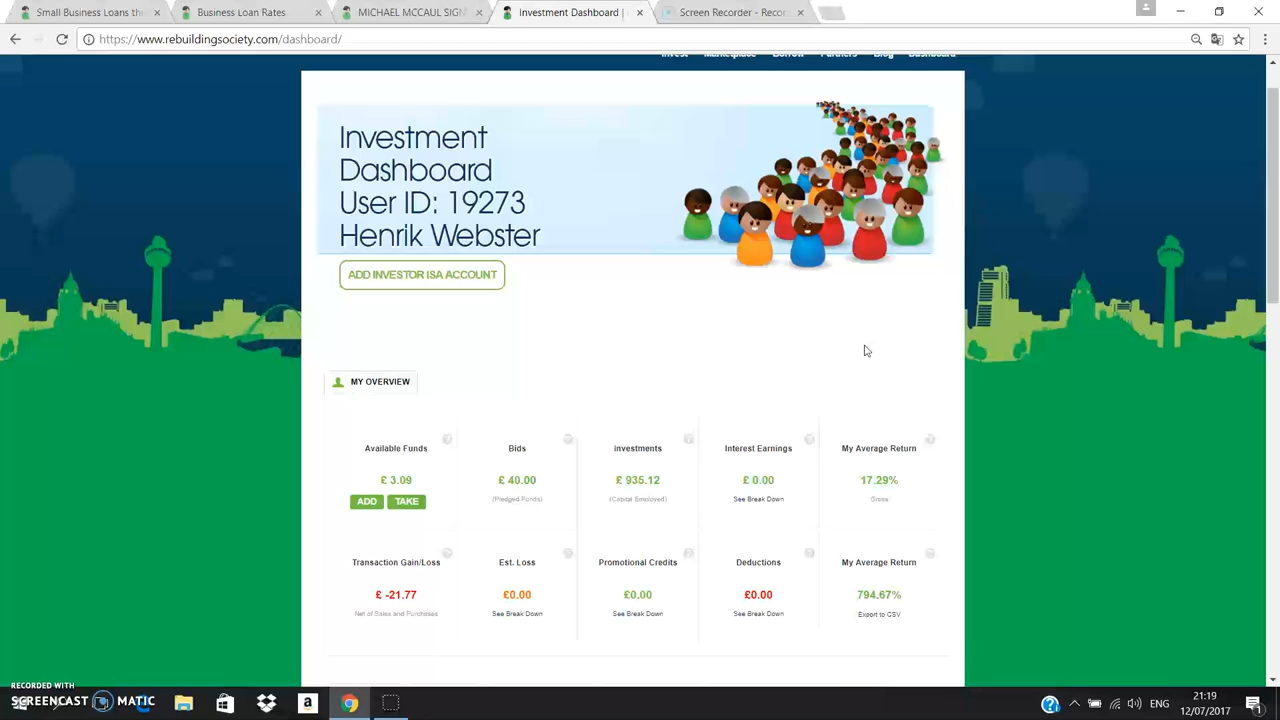 Small Business Loans the
Business Loan Rates
MICHAEL MCCAUL SIGN
Investment Dashboard |
Screen Recorder - Recor
https://www.rebuildingsociety.com/dashboard/
Invest Marketplace Borrow Partners Blog Dashboard
Investment
Dashboard
User ID: 19273
Henrik Webster
ADD INVESTOR ISA ACCOUNT
MY OVERVIEW
Available Funds Bids investments Interest Earnings My Average Return
£ 3.09 £ 40.00 £ 935.12 £ 0.00 17.29%
ADD TAKE (Pledged Funds) (Capital Employed) See Break Down Gross
Transaction Gain/Loss Est. Loss Promotional Credits Deductions My Average Return
£ -21.77 £0.00 £0.00 £0.00 794.67%
Net of Sales and Purchases See Break Down See Break Down See Break Down Export to CSV
RECORDED WITH
SCREENCAST MATIC
ENG
21:19
12/07/2017